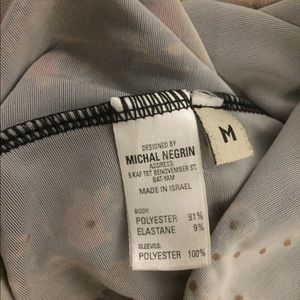 DESIGNED BY
MICHAL NEGRIN
ADDRESS:
5 KAF TET BENOVEMBER ST.
BAT-YAM
MADE IN ISRAEL
BODY:
POLYESTER 91%
ELASTANE 9%
SLEEVES:
POLYESTER 100%
M